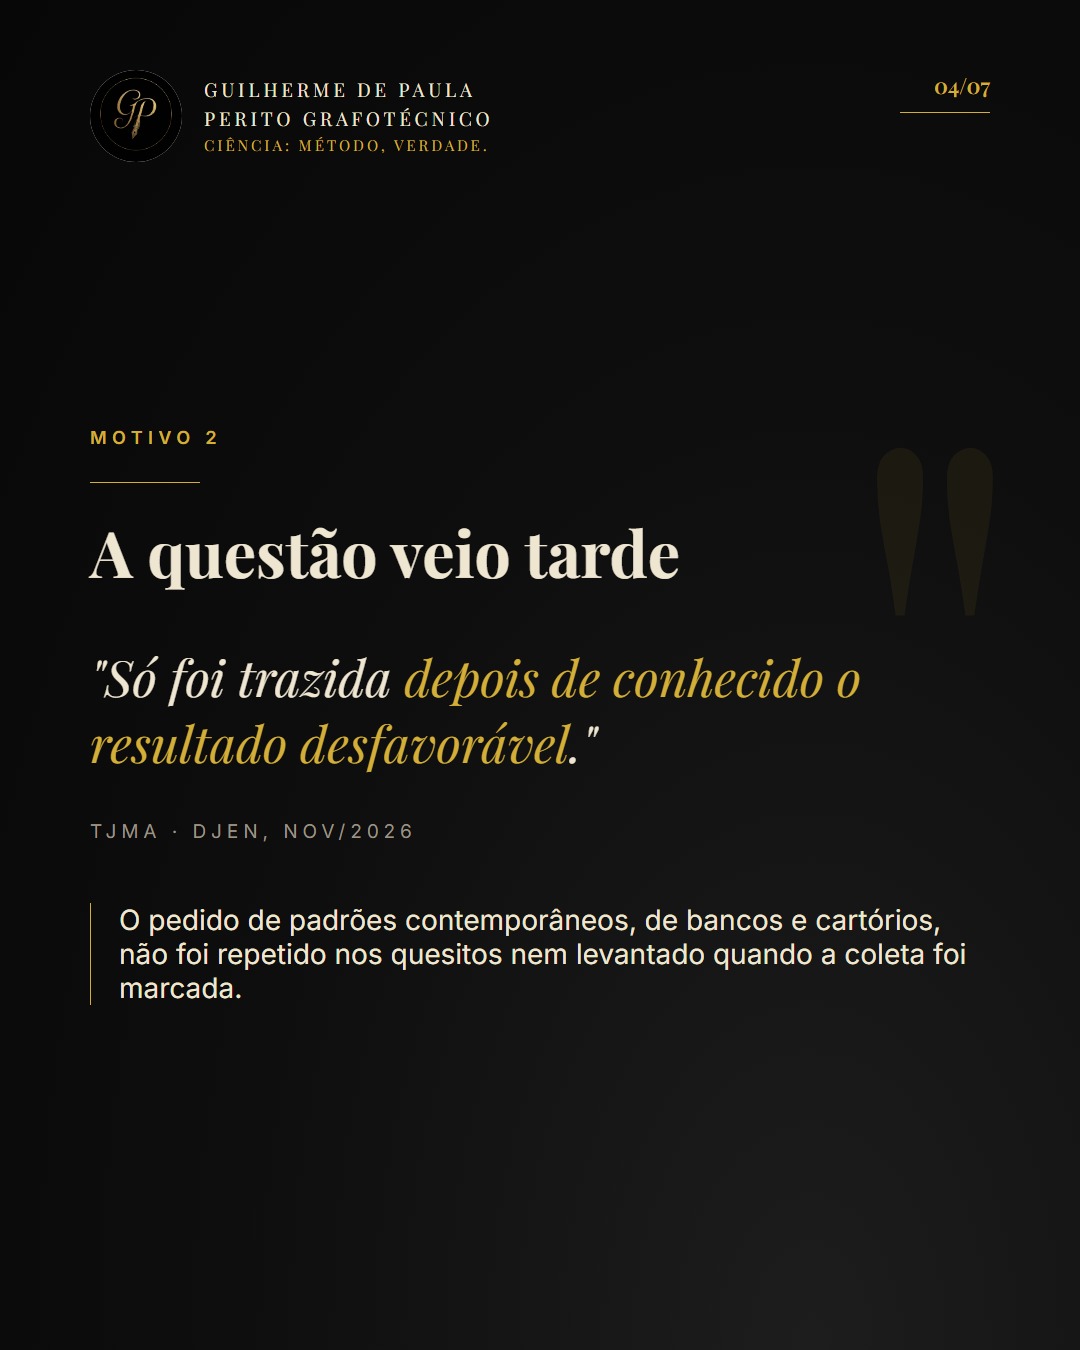 GP
GUILHERME DE PAULA
PERITO GRAFOTÉCNICO
CIÊNCIA: MÉTODO, VERDADE.
04/07
MOTIVO 2
A questão veio tarde
"Só foi trazida depois de conhecido o
resultado desfavorável."
TJMA · DJEN, NOV/2026
O pedido de padrões contemporâneos, de bancos e cartórios,
não foi repetido nos quesitos nem levantado quando a coleta foi
marcada.